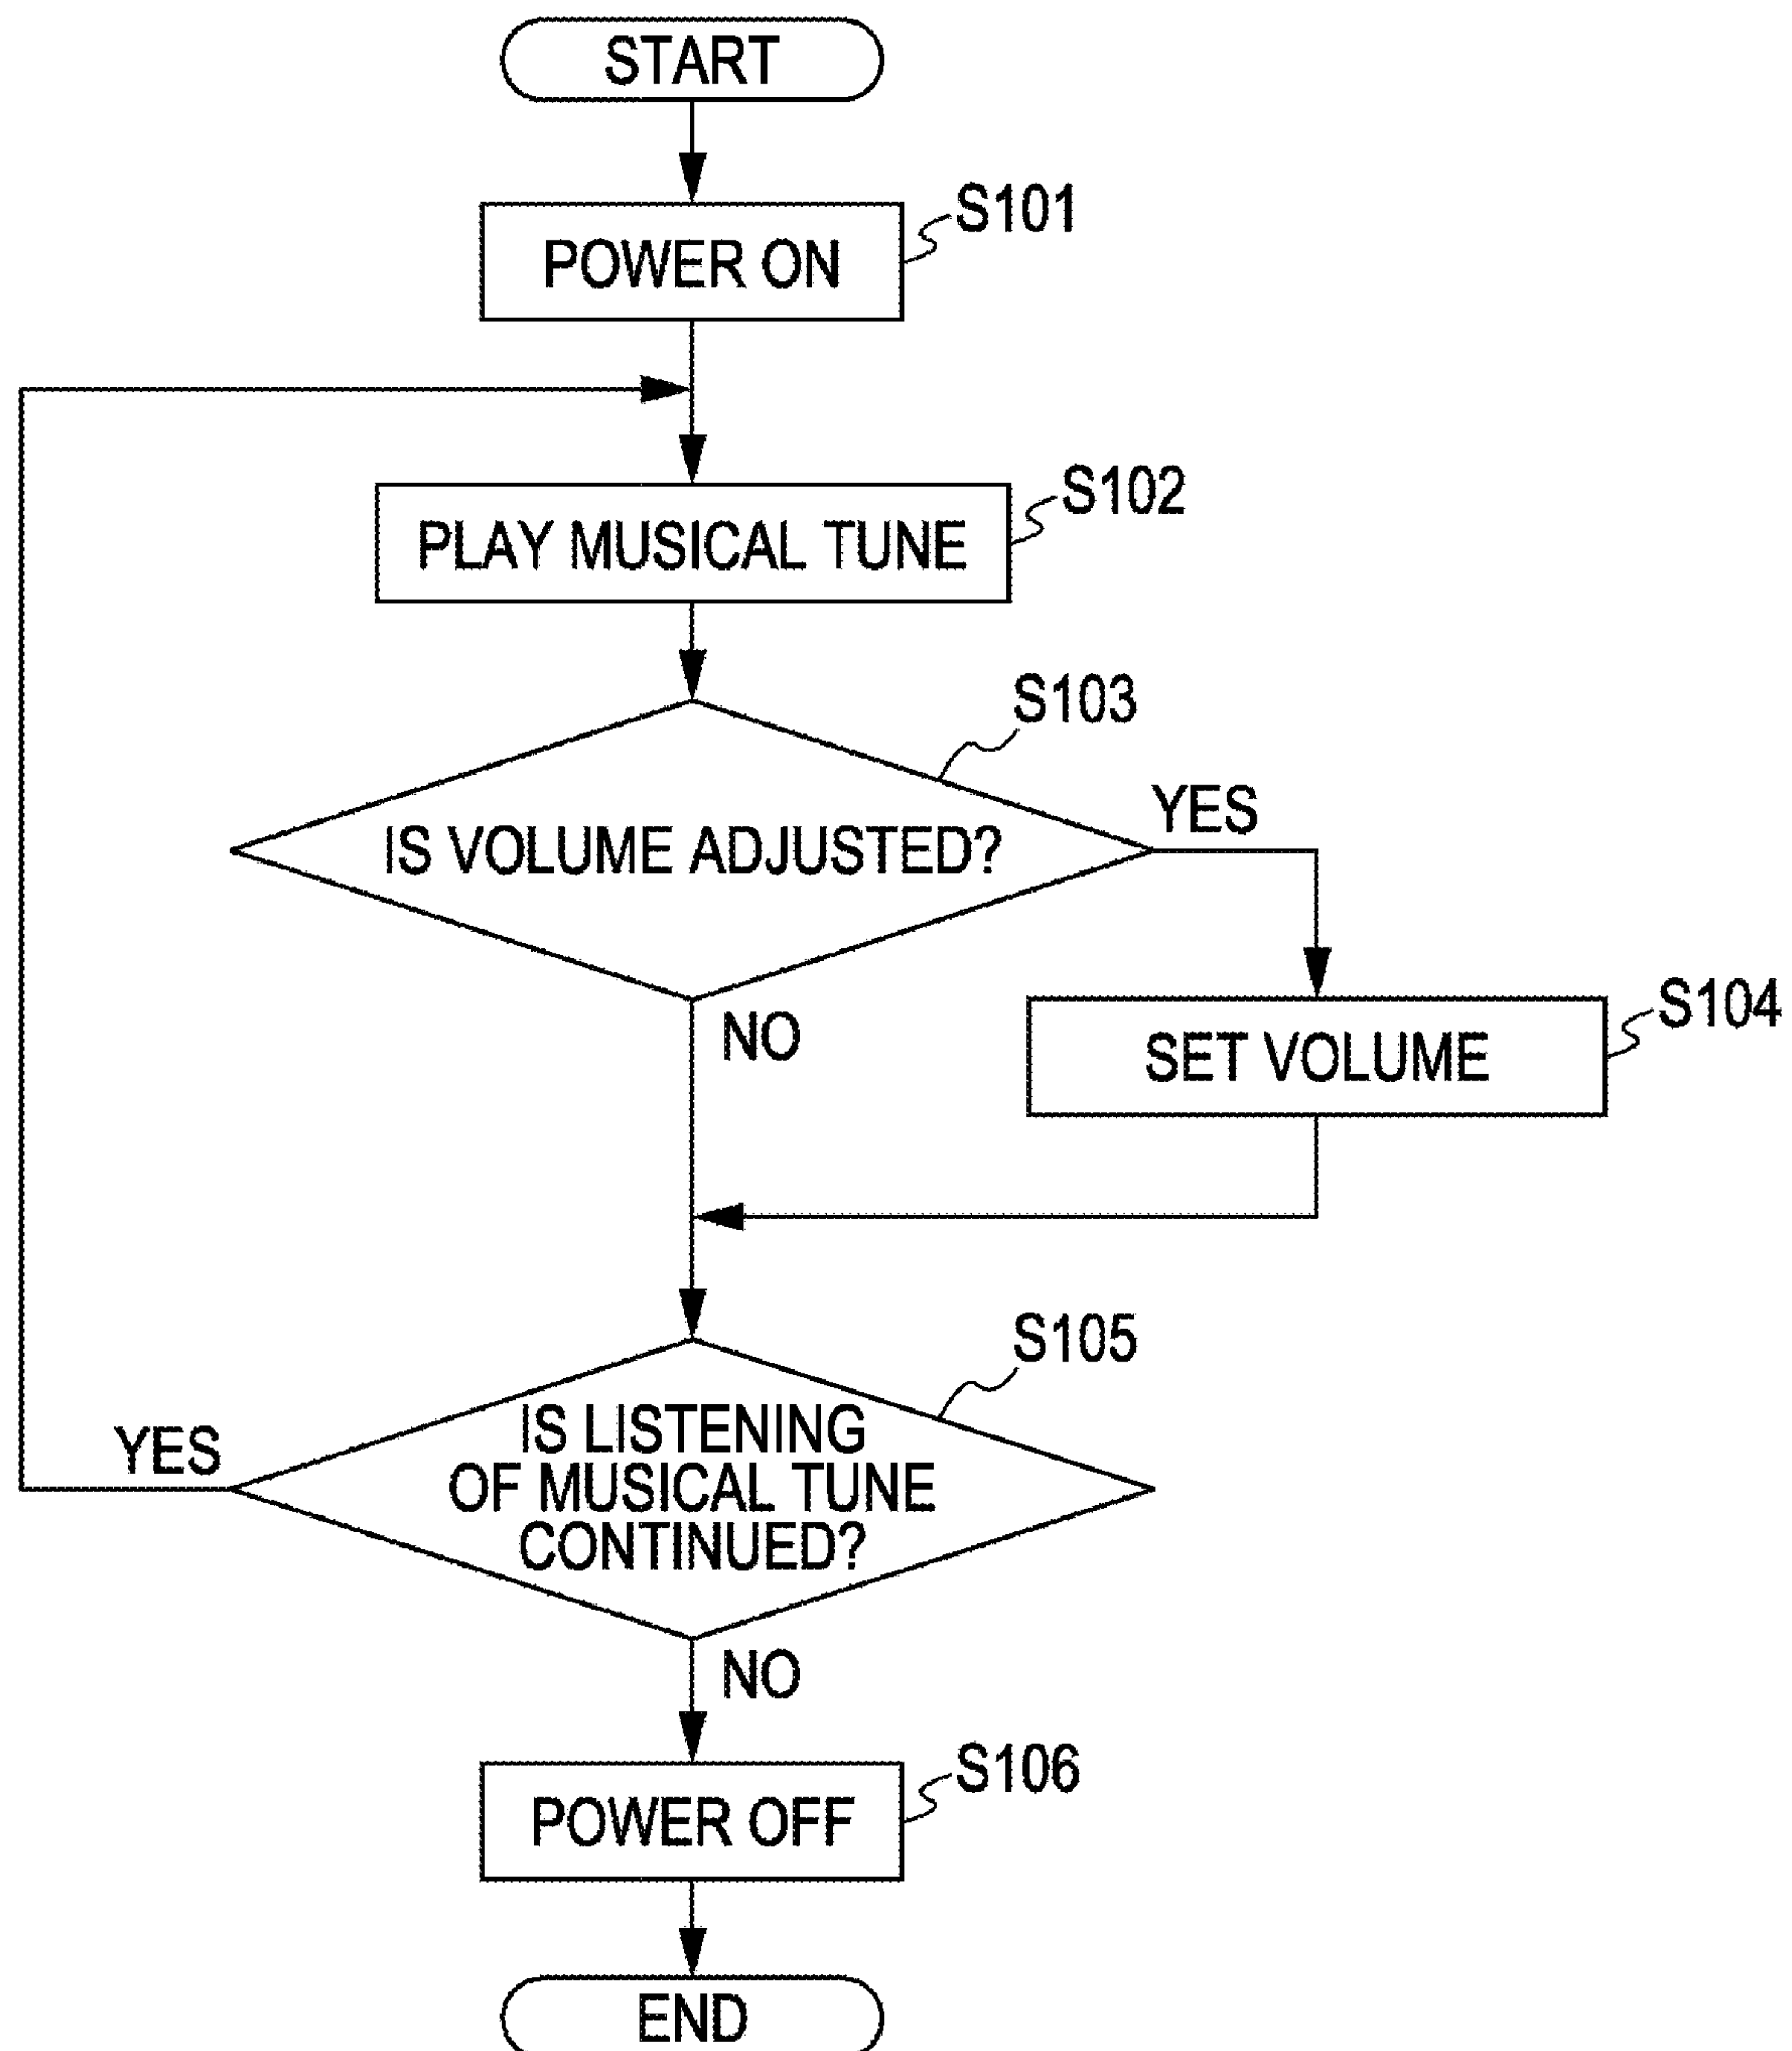 START
S101
POWER ON
S102
PLAY MUSICAL TUNE
S103
YES
IS VOLUME ADJUSTED?
NO
S104
SET VOLUME
S105
YES
IS LISTENING
OF MUSICAL TUNE
CONTINUED?
NO
S106
POWER OFF
END